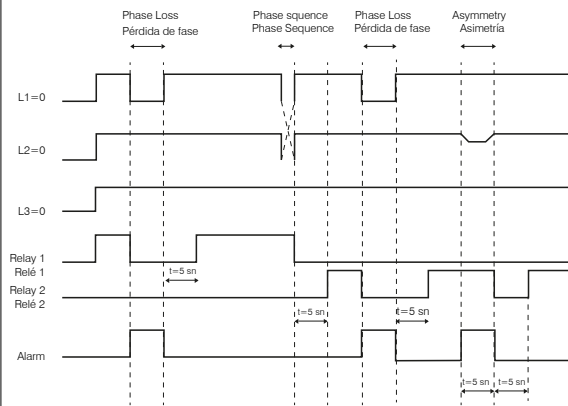 Phase Loss
Pérdida de fase
Phase squence
Phase Sequence
Phase Loss
Pérdida de fase
Asymmetry
Asimetría
L1=0
L2=0
L3=0
Relay 1
Relé 1
t=5 sn
Relay 2
Relé 2
t=5 sn
t=5 sn
Alarm
t=5 sn
t=5 sn